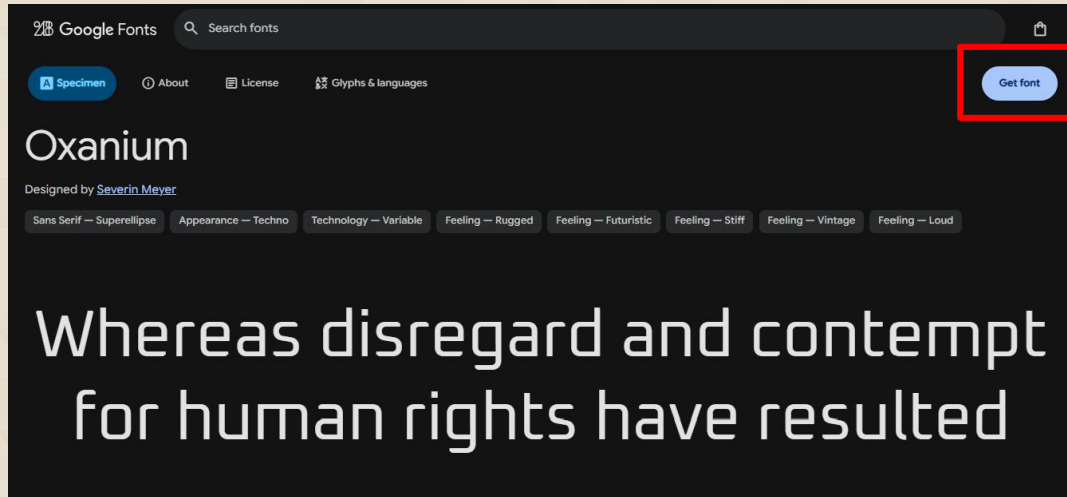 Google Fonts Search fonts
Specimen About License Glyphs & languages Get font
Oxanium
Designed by Severin Meyer
Sans Serif — Superellipse Appearance — Techno Technology — Variable Feeling — Rugged Feeling — Futuristic Feeling — Stiff Feeling — Vintage Feeling — Loud
Whereas disregard and contempt
for human rights have resulted